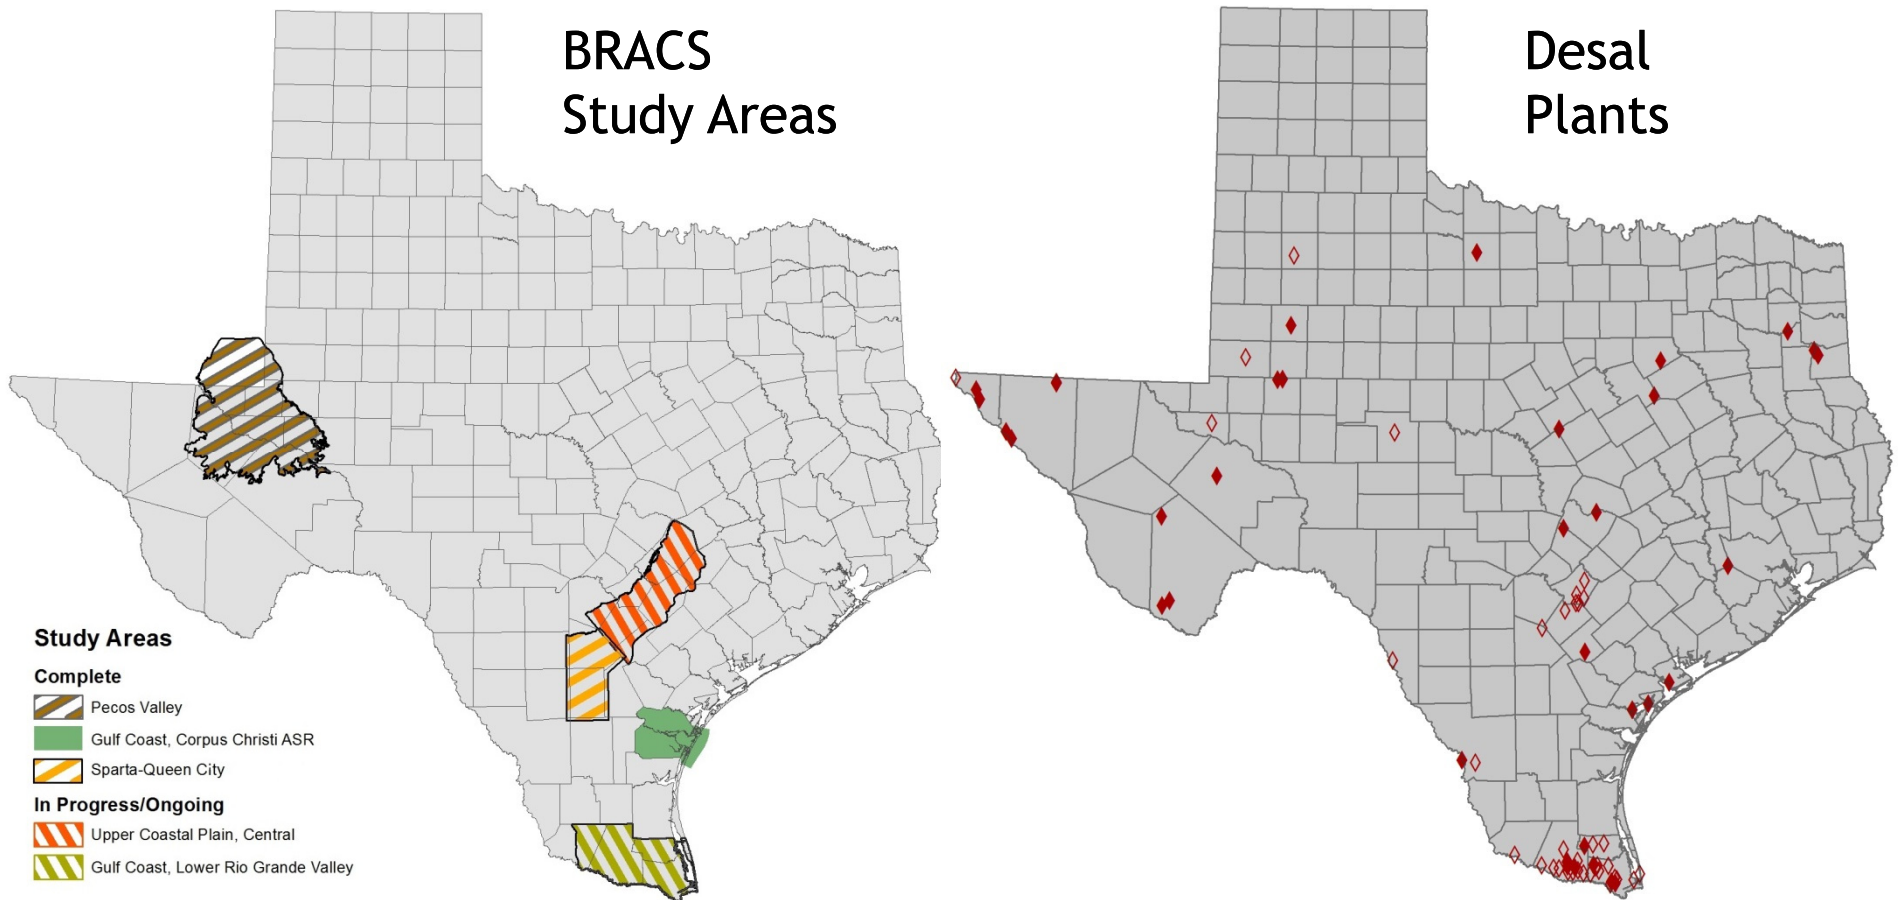 BRACS
Study Areas
Desal
Plants
Study Areas
Complete
Pecos Valley
Gulf Coast, Corpus Christi ASR
Sparta-Queen City
In Progress/Ongoing
Upper Coastal Plain, Central
Gulf Coast, Lower Rio Grande Valley